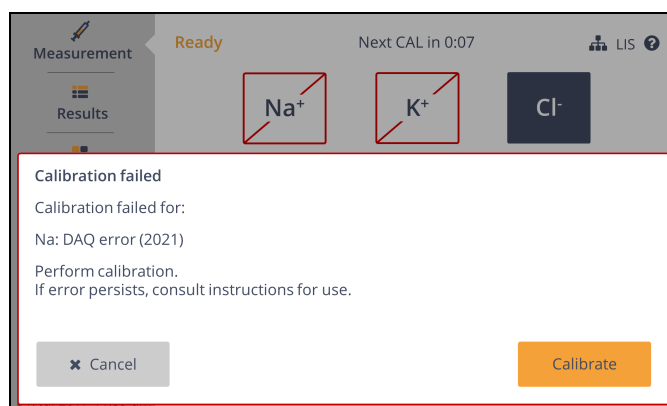 Measurement
Ready
Next CAL in 0:07
LIS ?
Results
Na⁺
K⁺
Cl⁻
Calibration failed
Calibration failed for:
Na: DAQ error (2021)
Perform calibration.
If error persists, consult instructions for use.
✖ Cancel
Calibrate